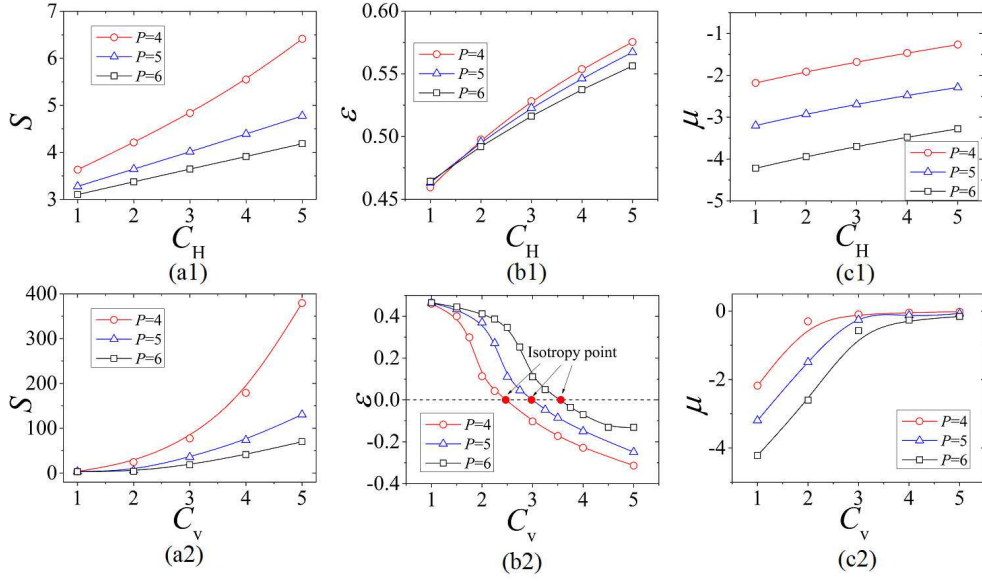 7
6
5
4
3
S
P=4
P=5
P=6
1 2 3 4 5
C_H
(a1)
0.60
0.55
0.50
0.45
ε
P=4
P=5
P=6
1 2 3 4 5
C_H
(b1)
-1
-2
-3
-4
-5
μ
P=4
P=5
P=6
1 2 3 4 5
C_H
(c1)
400
300
200
100
0
S
P=4
P=5
P=6
1 2 3 4 5
C_v
(a2)
0.4
0.2
0.0
-0.2
-0.4
ε
Isotropy point
P=4
P=5
P=6
1 2 3 4 5
C_v
(b2)
0
-2
-4
μ
P=4
P=5
P=6
1 2 3 4 5
C_v
(c2)